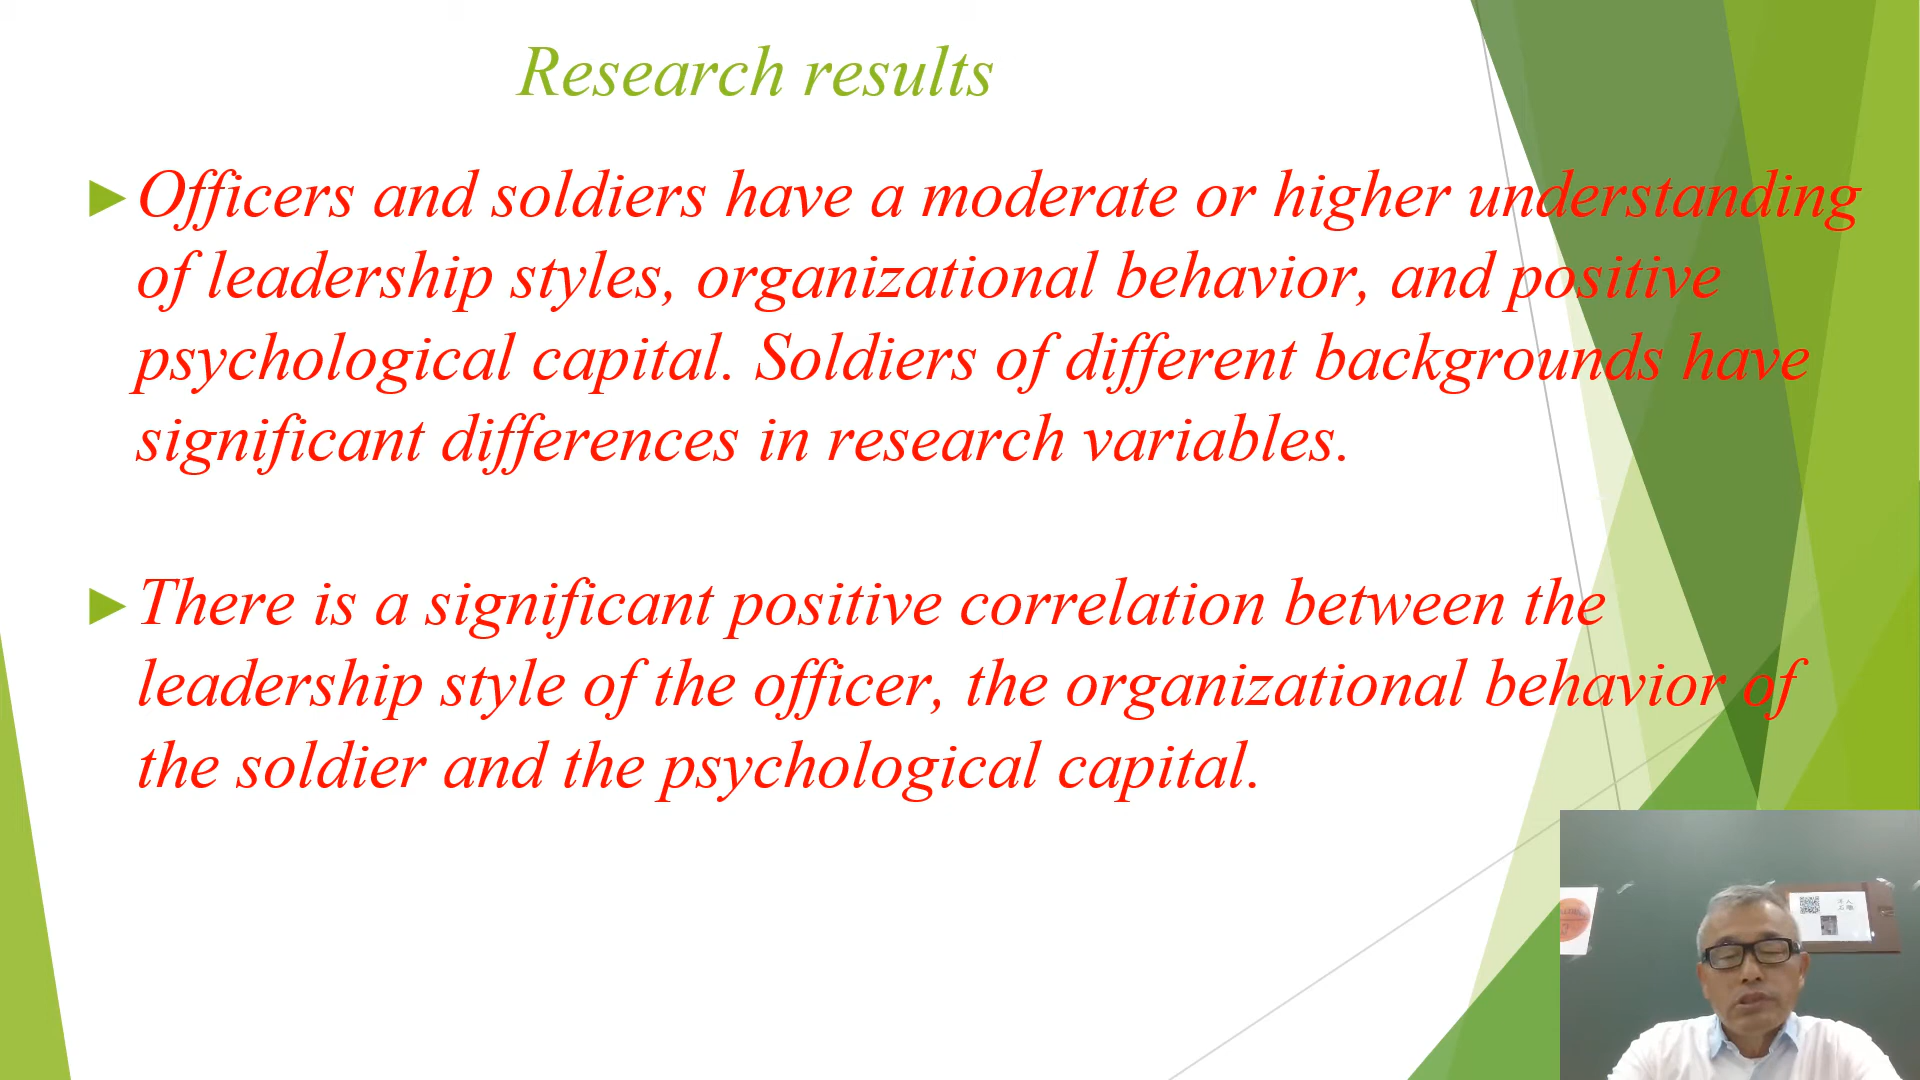 Research results
Officers and soldiers have a moderate or higher understanding
of leadership styles, organizational behavior, and positive
psychological capital. Soldiers of different backgrounds have
significant differences in research variables.
There is a significant positive correlation between the
leadership style of the officer, the organizational behavior of
the soldier and the psychological capital.